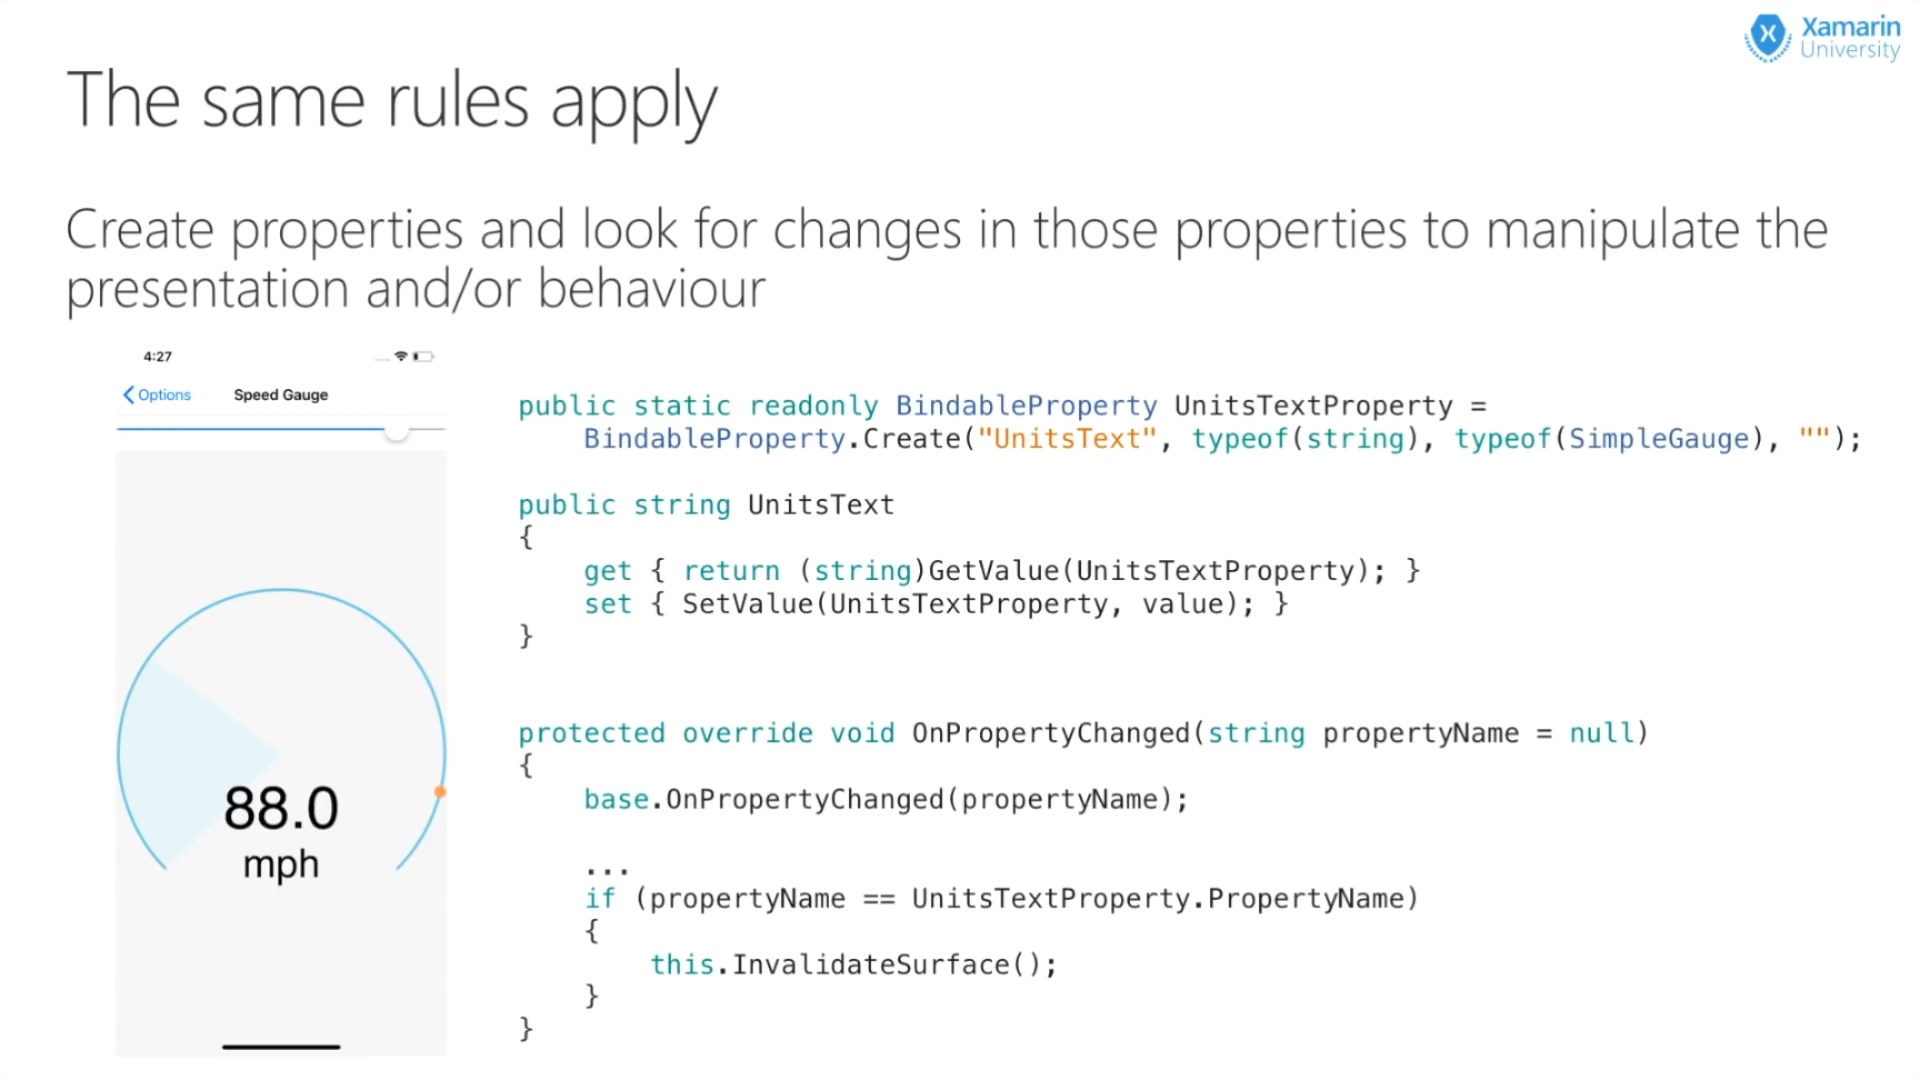 Xamarin
University
The same rules apply
Create properties and look for changes in those properties to manipulate the
presentation and/or behaviour
4:27
Options Speed Gauge
88.0
mph
public static readonly BindableProperty UnitsTextProperty =
    BindableProperty.Create("UnitsText", typeof(string), typeof(SimpleGauge), "");
public string UnitsText
{
    get { return (string)GetValue(UnitsTextProperty); }
    set { SetValue(UnitsTextProperty, value); }
}
protected override void OnPropertyChanged(string propertyName = null)
{
    base.OnPropertyChanged(propertyName);
    ...
    if (propertyName == UnitsTextProperty.PropertyName)
    {
        this.InvalidateSurface();
    }
}